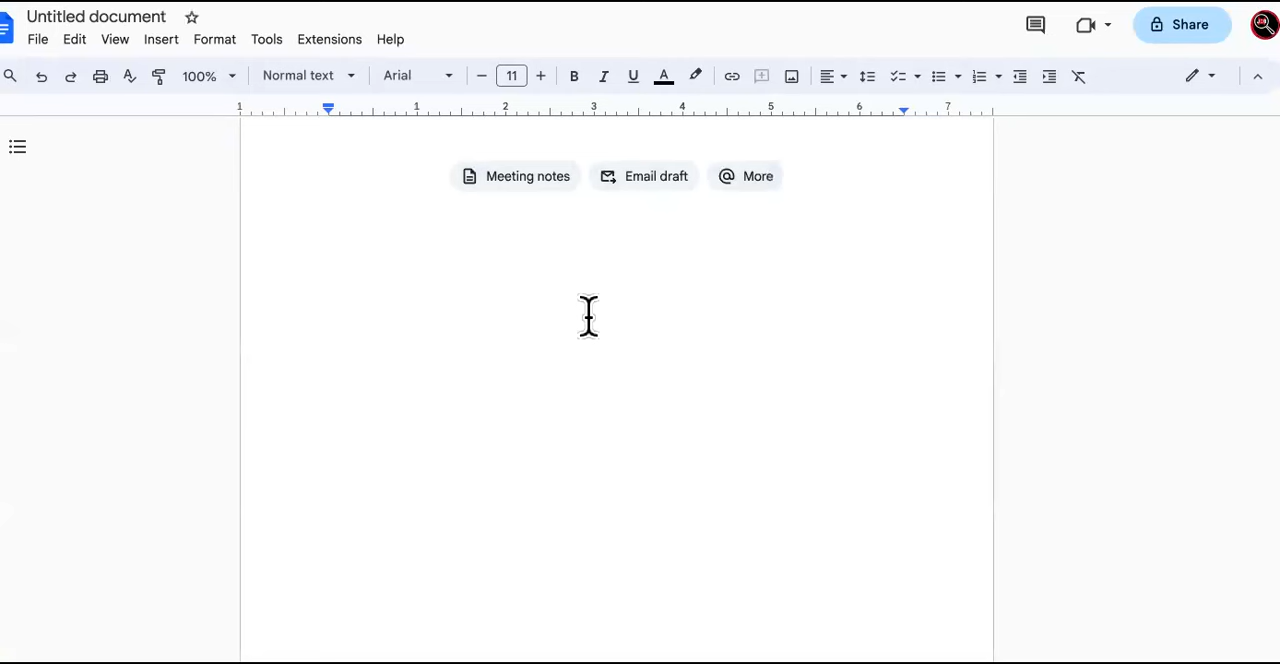 Untitled document
File Edit View Insert Format Tools Extensions Help
Share
100% Normal text Arial 11 B I U A
1 1 2 3 4 5 6 7
Meeting notes Email draft More